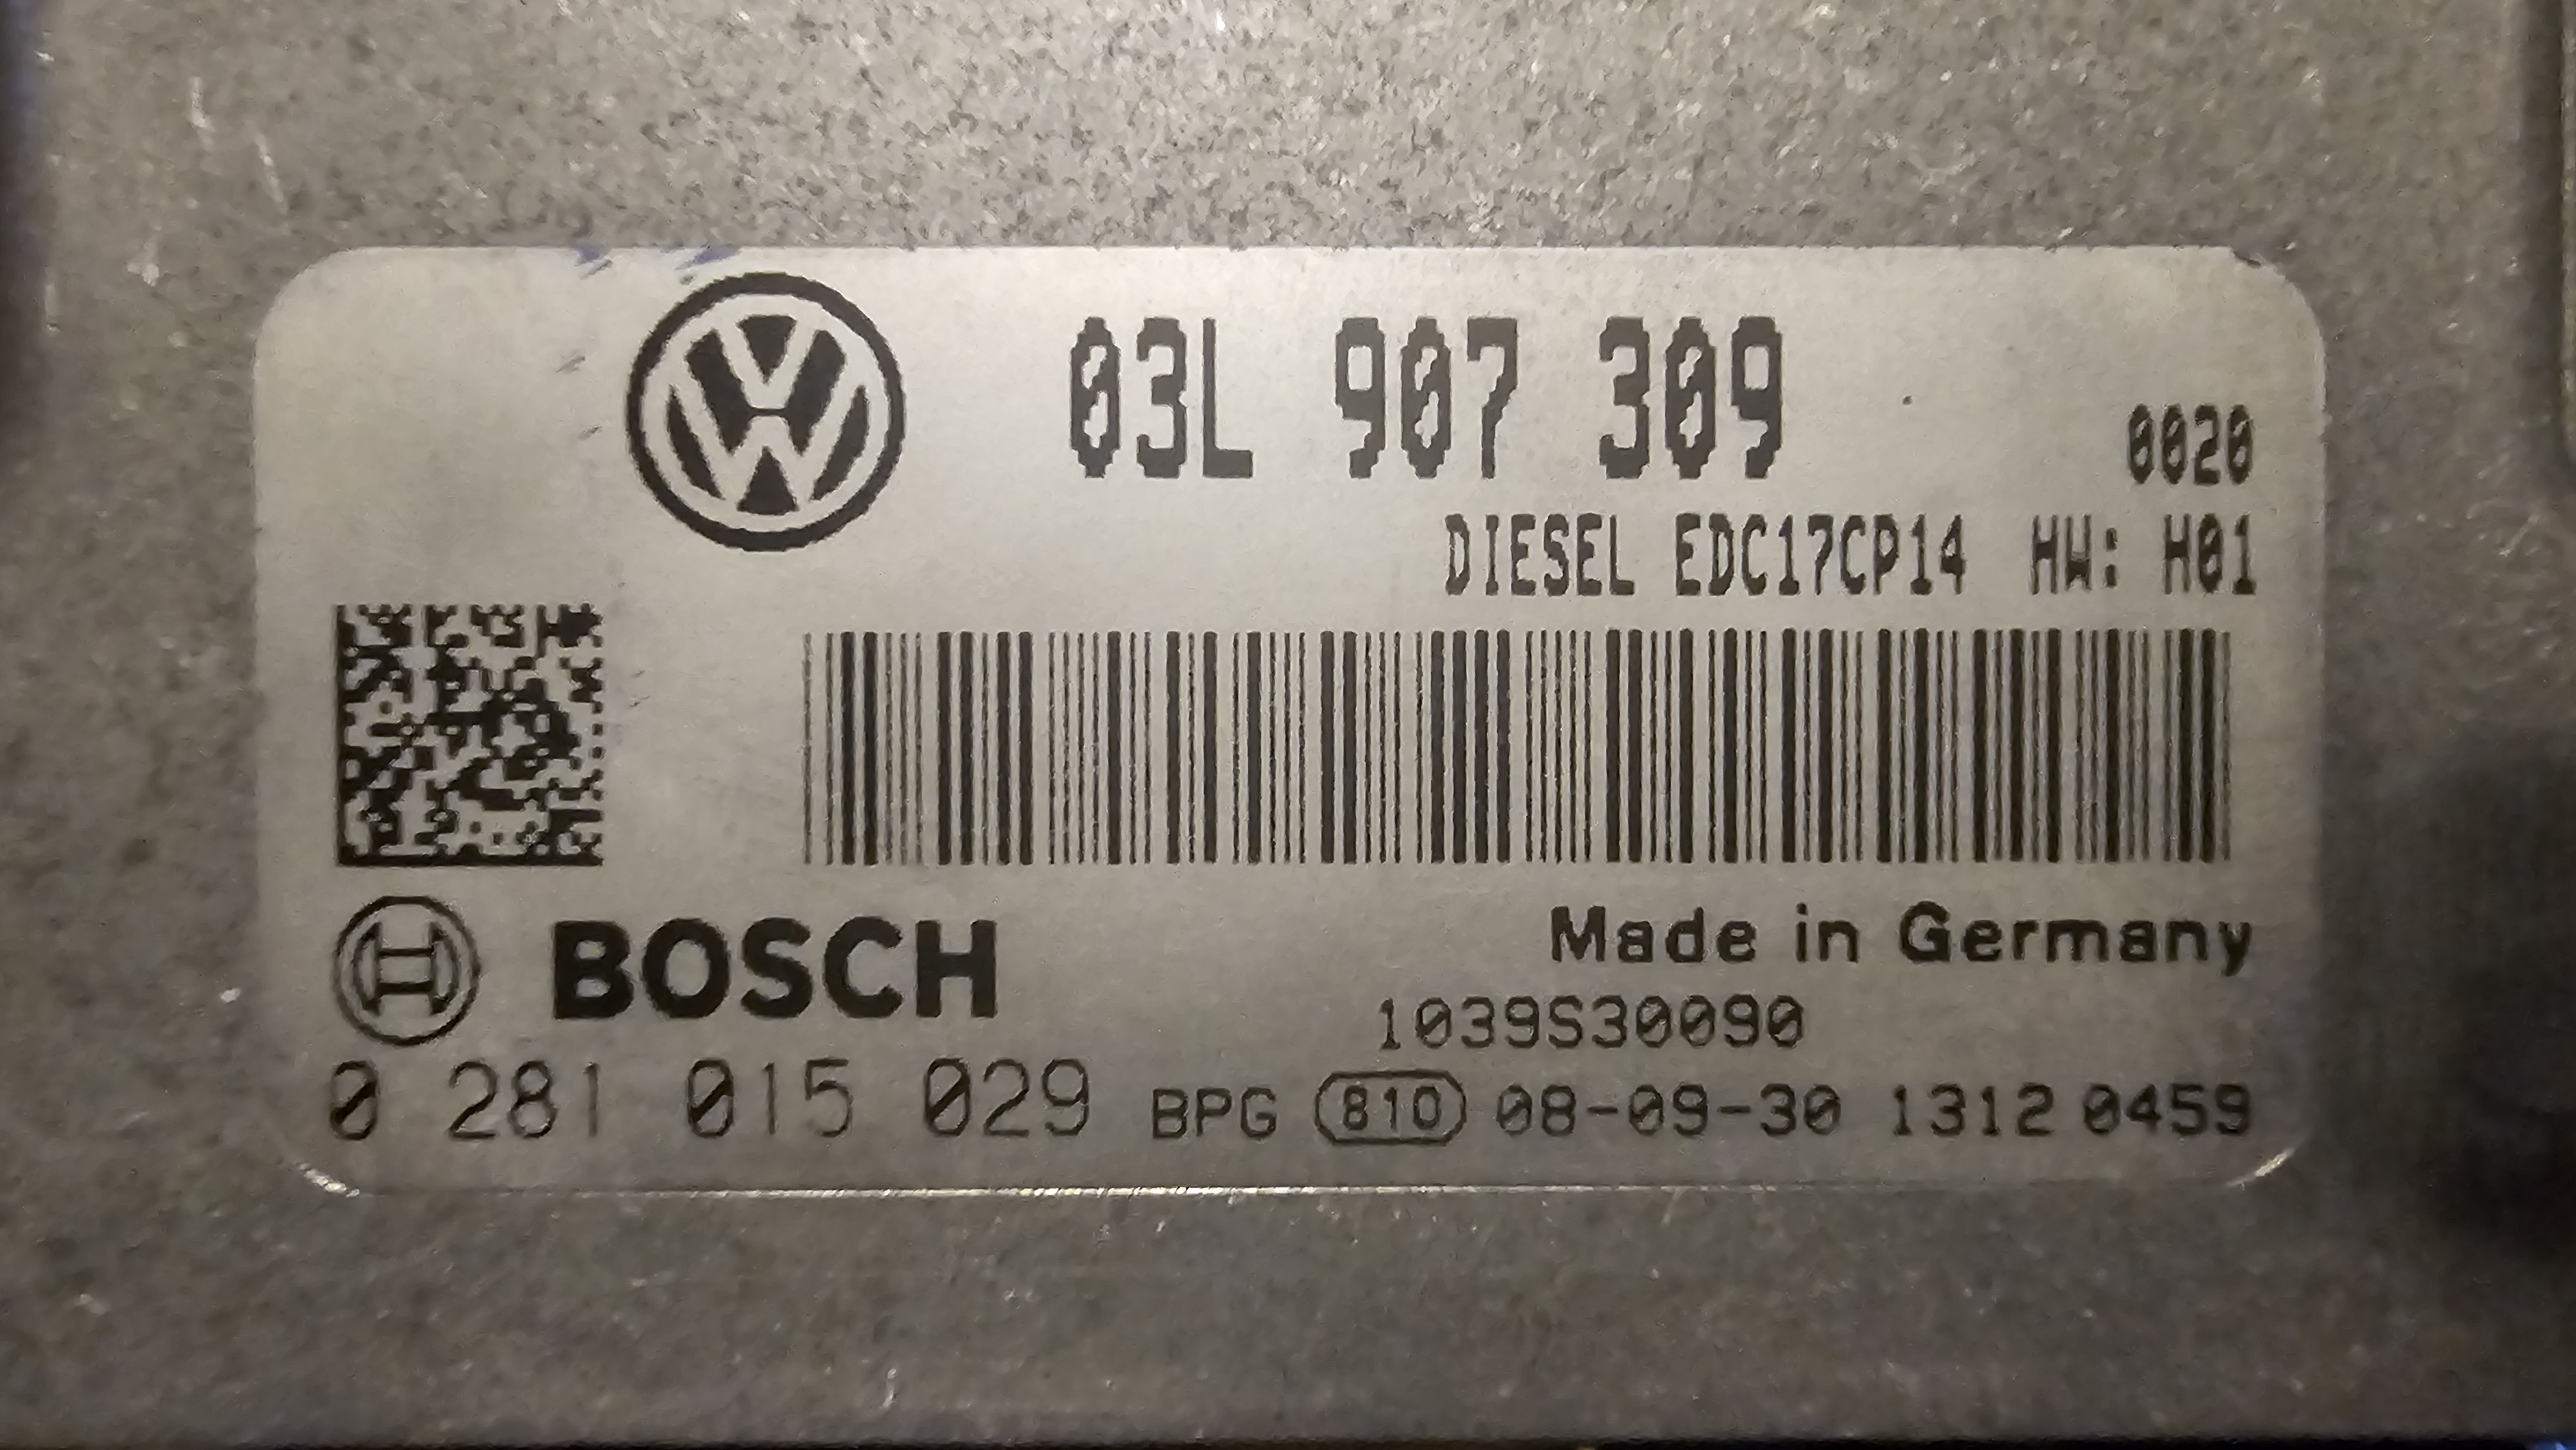 03L 907 309
0020
DIESEL EDC17CP14 HW: H01
BOSCH
Made in Germany
1039S30090
0 281 015 029 BPG 810 08-09-30 1312 0459